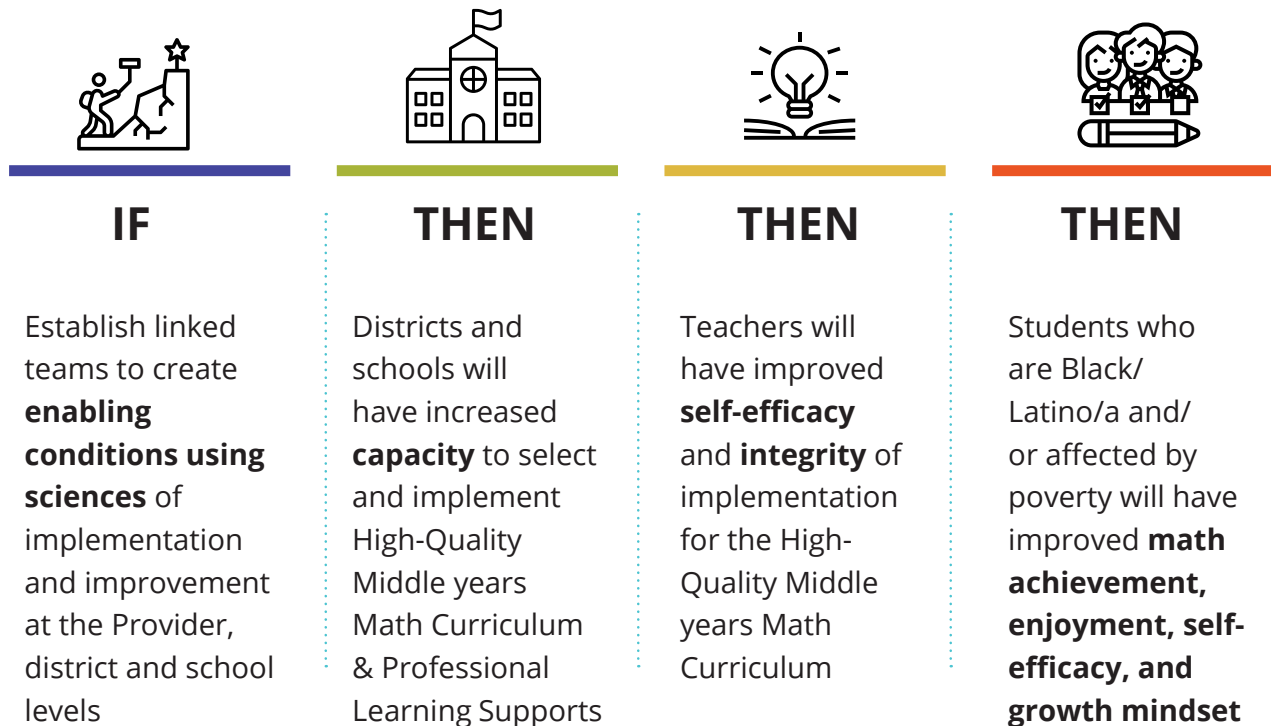 IF
Establish linked
teams to create
enabling
conditions using
sciences of
implementation
and improvement
at the Provider,
district and school
levels
THEN
Districts and
schools will
have increased
capacity to select
and implement
High-Quality
Middle years
Math Curriculum
& Professional
Learning Supports
THEN
Teachers will
have improved
self-efficacy
and integrity of
implementation
for the High-
Quality Middle
years Math
Curriculum
THEN
Students who
are Black/
Latino/a and/
or affected by
poverty will have
improved math
achievement,
enjoyment, self-
efficacy, and
growth mindset